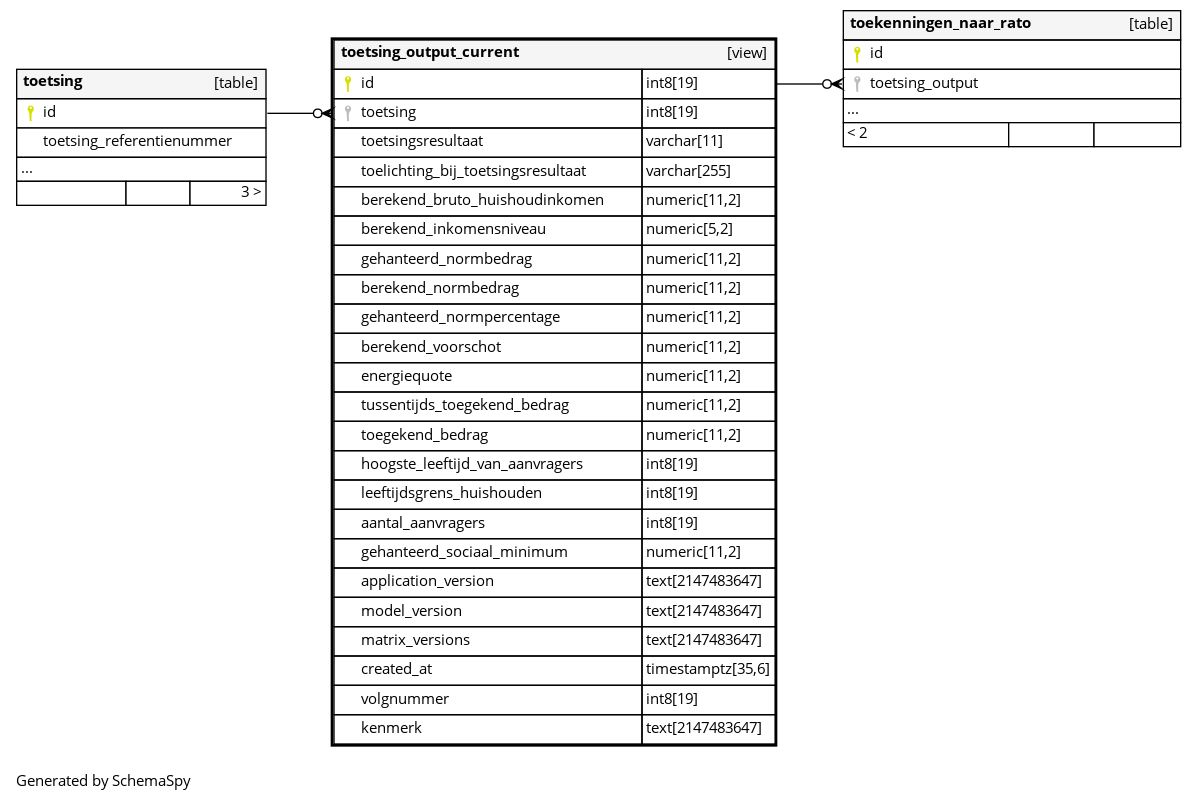 toetsing [table]
id
toetsing_referentienummer
...
3 >
toetsing_output_current [view]
id int8[19]
toetsing int8[19]
toetsingsresultaat varchar[11]
toelichting_bij_toetsingsresultaat varchar[255]
berekend_bruto_huishoudinkomen numeric[11,2]
berekend_inkomensniveau numeric[5,2]
gehanteerd_normbedrag numeric[11,2]
berekend_normbedrag numeric[11,2]
gehanteerd_normpercentage numeric[11,2]
berekend_voorschot numeric[11,2]
energiequote numeric[11,2]
tussentijds_toegekend_bedrag numeric[11,2]
toegekend_bedrag numeric[11,2]
hoogste_leeftijd_van_aanvragers int8[19]
leeftijdsgrens_huishouden int8[19]
aantal_aanvragers int8[19]
gehanteerd_sociaal_minimum numeric[11,2]
application_version text[2147483647]
model_version text[2147483647]
matrix_versions text[2147483647]
created_at timestamptz[35,6]
volgnummer int8[19]
kenmerk text[2147483647]
toekenningen_naar_rato [table]
id
toetsing_output
...
< 2
Generated by SchemaSpy